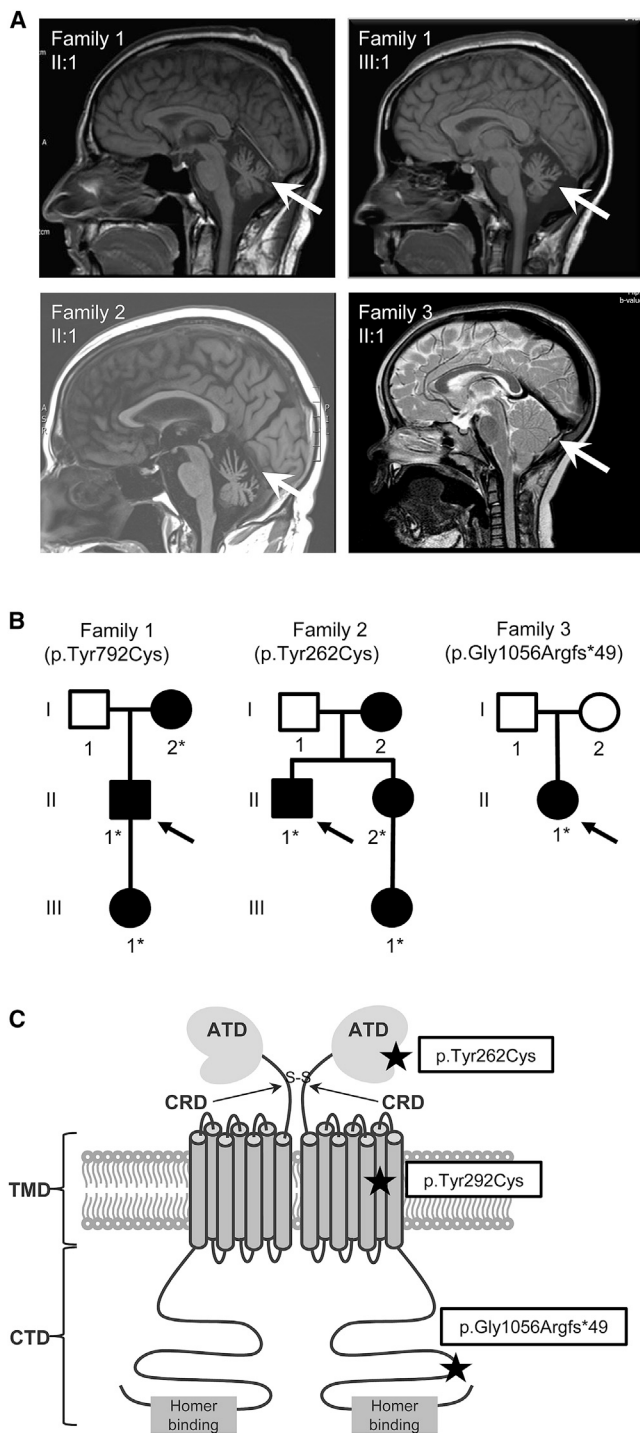 A
Family 1
II:1
Family 1
III:1
A
cm
Family 2
II:1
Family 3
II:1
b-value
B
Family 1
(p.Tyr792Cys)
Family 2
(p.Tyr262Cys)
Family 3
(p.Gly1056Argfs*49)
I
1
2*
I
1
2
I
1
2
II
1*
II
1*
2*
II
1*
III
1*
III
1*
C
ATD
ATD
p.Tyr262Cys
S-S
CRD
CRD
TMD
p.Tyr292Cys
CTD
p.Gly1056Argfs*49
Homer
binding
Homer
binding